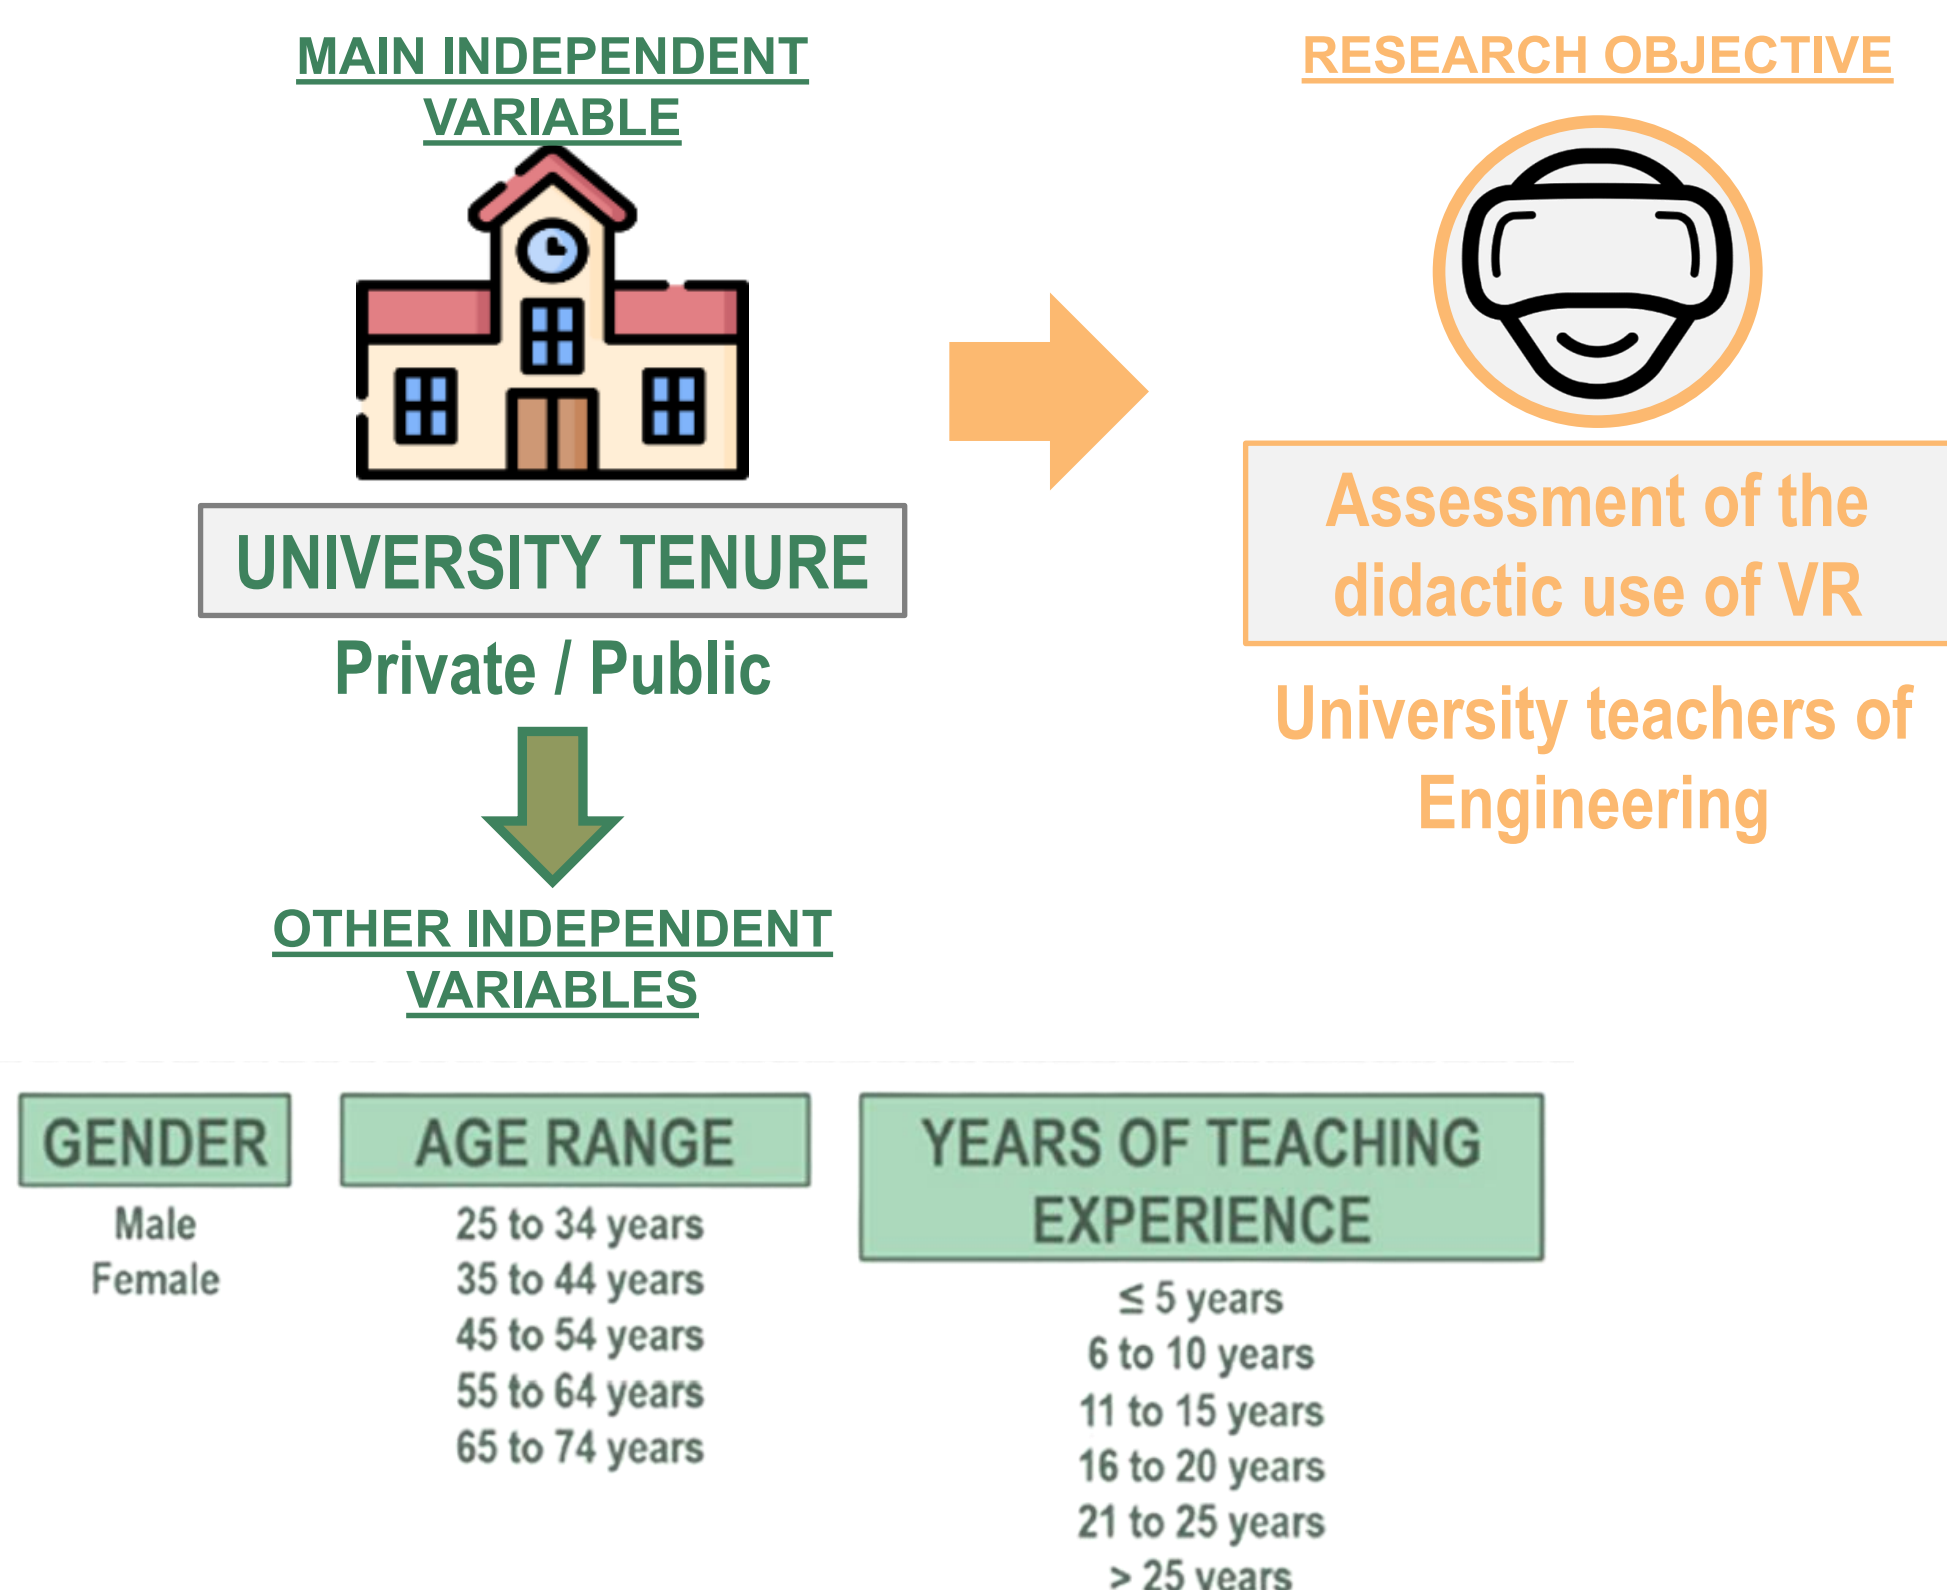 MAIN INDEPENDENT
VARIABLE
UNIVERSITY TENURE
Private / Public
RESEARCH OBJECTIVE
Assessment of the
didactic use of VR
University teachers of
Engineering
OTHER INDEPENDENT
VARIABLES
GENDER
Male
Female
AGE RANGE
25 to 34 years
35 to 44 years
45 to 54 years
55 to 64 years
65 to 74 years
YEARS OF TEACHING
EXPERIENCE
≤ 5 years
6 to 10 years
11 to 15 years
16 to 20 years
21 to 25 years
> 25 years